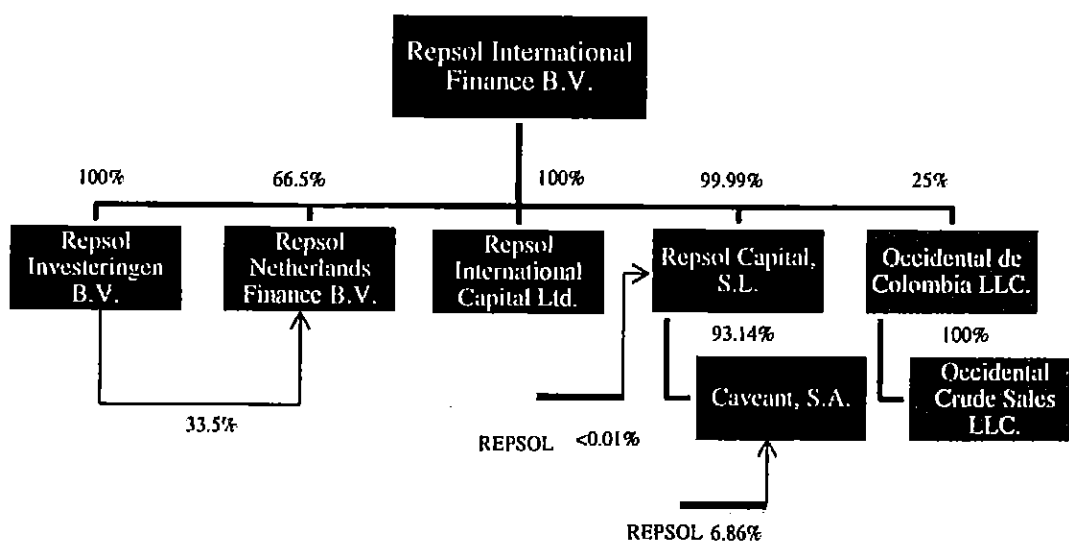 Repsol International
Finance B.V.
100%
66.5%
100%
99.99%
25%
Repsol
Investeringen
B.V.
Repsol
Netherlands
Finance B.V.
Repsol
International
Capital Ltd.
Repsol Capital,
S.L.
Occidental de
Colombia LLC.
93.14%
100%
33.5%
Caveant, S.A.
Occidental
Crude Sales
LLC.
REPSOL <0.01%
REPSOL 6.86%